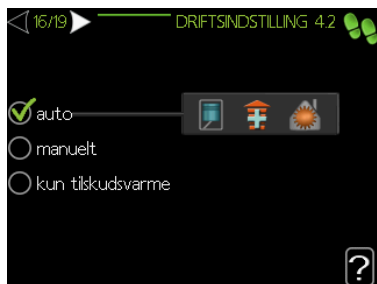 16/19 DRIFTSINDSTILLING 4.2
auto
manuelt
kun tilskudsvarme
?